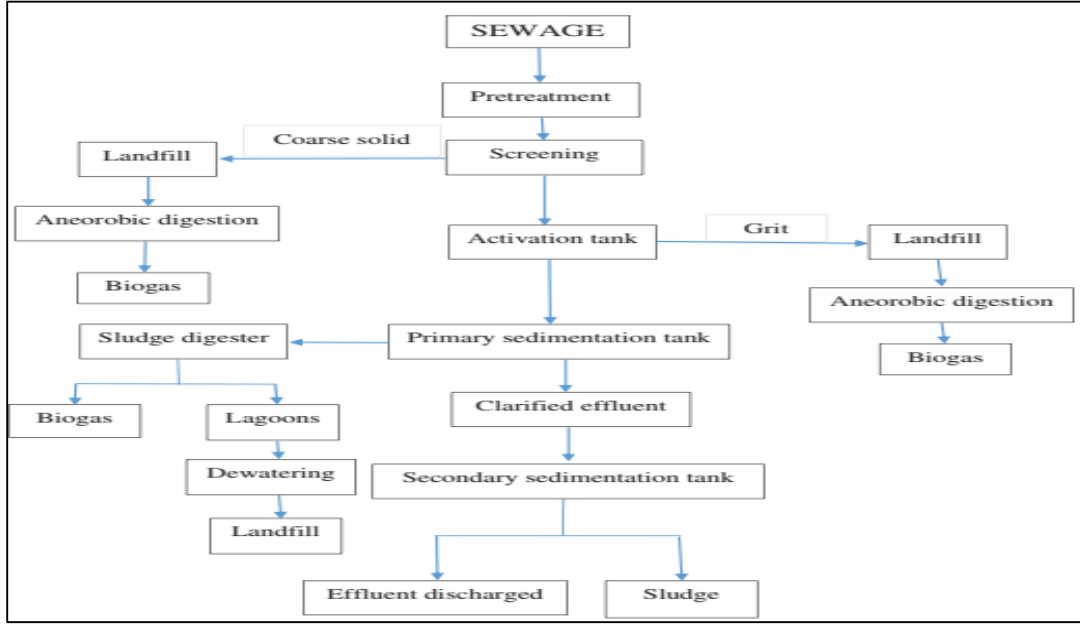 SEWAGE
Pretreatment
Coarse solid
Landfill
Screening
Aneorobic digestion
Activation tank
Grit
Landfill
Biogas
Aneorobic digestion
Sludge digester
Primary sedimentation tank
Biogas
Biogas
Lagoons
Clarified effluent
Dewatering
Secondary sedimentation tank
Landfill
Effluent discharged
Sludge